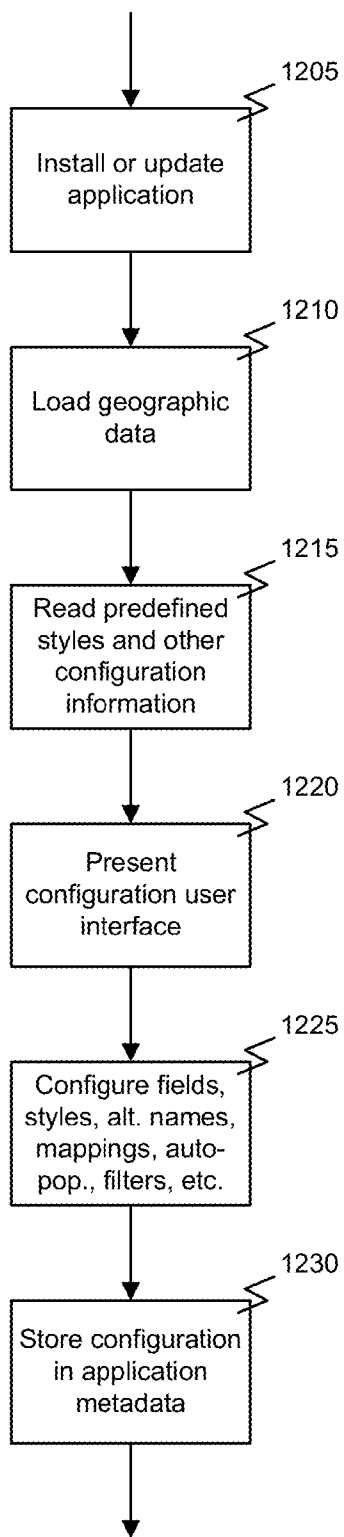 1205
Install or update
application
1210
Load geographic
data
1215
Read predefined
styles and other
configuration
information
1220
Present
configuration user
interface
1225
Configure fields,
styles, alt. names,
mappings, auto-
pop., filters, etc.
1230
Store configuration
in application
metadata